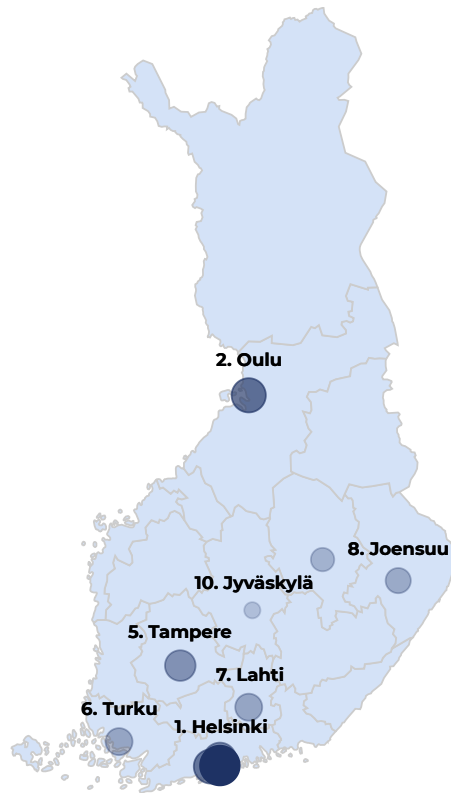 2. Oulu
8. Joensuu
10. Jyväskylä
5. Tampere
7. Lahti
6. Turku
1. Helsinki